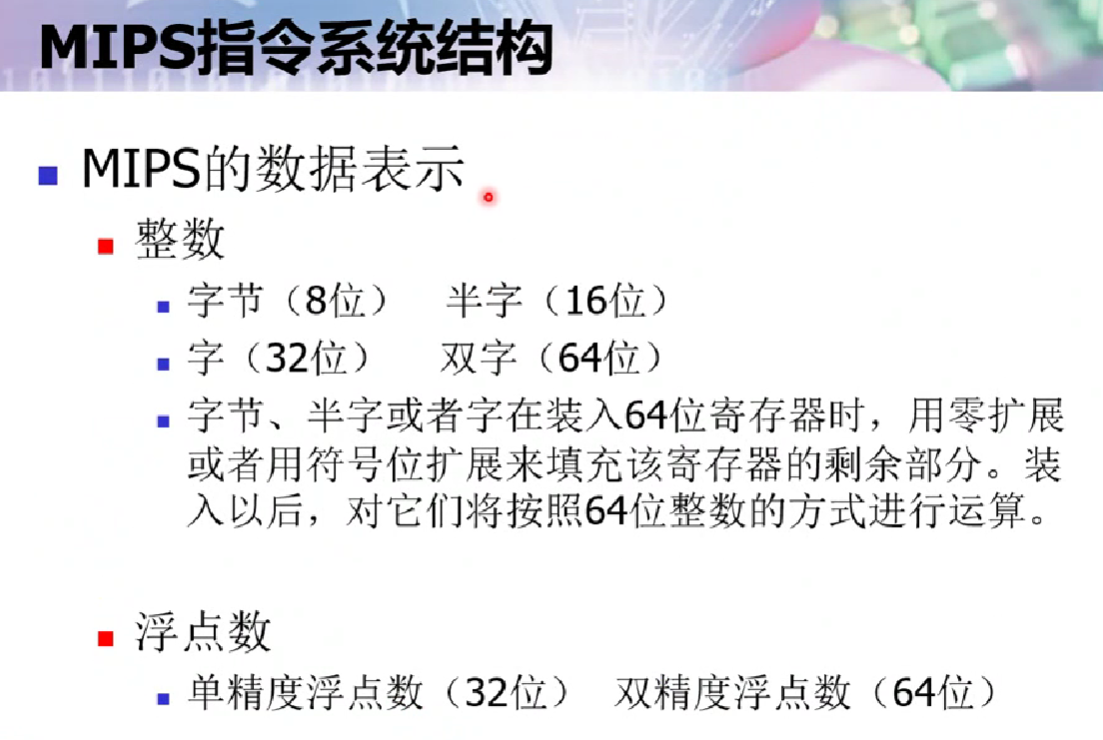 MIPS指令系统结构
MIPS的数据表示
整数
字节（8位） 半字（16位）
字（32位） 双字（64位）
字节、半字或者字在装入64位寄存器时，用零扩展
或者用符号位扩展来填充该寄存器的剩余部分。装
入以后，对它们将按照64位整数的方式进行运算。
浮点数
单精度浮点数（32位） 双精度浮点数（64位）